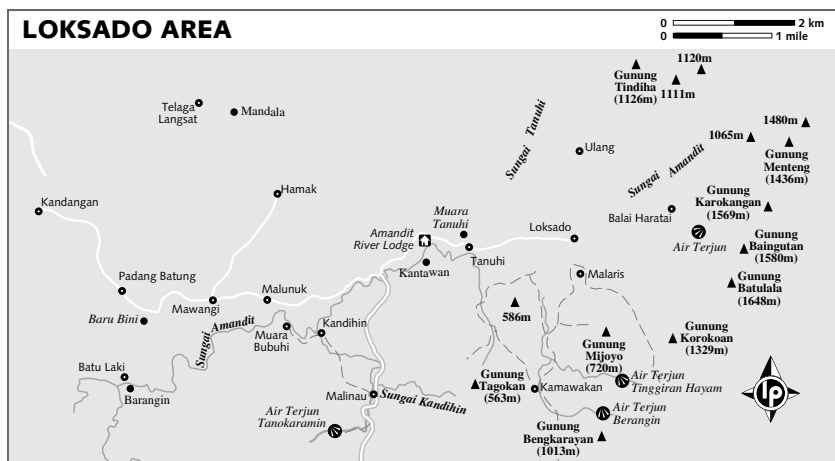 LOKSADO AREA
0 2 km
0 1 mile
1120m
Gunung
Tindiha
(1126m)
1111m
Telaga
Langsat
Mandala
Sungai Tanuhi
1480m
1065m
Ulang
Sungai Amandit
Gunung
Menteng
(1436m)
Hamak
Kandangan
Gunung
Karokangan
(1569m)
Balai Haratai
Muara
Tanuhi
Amandit
River Lodge
Loksado
Air Terjun
Gunung
Baingutan
(1580m)
Tanuhi
Kantawan
Malaris
Padang Batung
Gunung
Batulala
(1648m)
Mawangi
Malunuk
586m
Baru Bini
Sungai Amandit
Muara
Bubuhi
Kandihin
Gunung
Mijoyo
(720m)
Gunung
Korokoan
(1329m)
Batu Laki
Barangin
Gunung
Tagokan
(563m)
Kamawakan
Air Terjun
Tinggiran Hayam
lp
Malinau
Sungai Kandihin
Air Terjun
Tanokaramin
Air Terjun
Berangin
Gunung
Bengkarayan
(1013m)